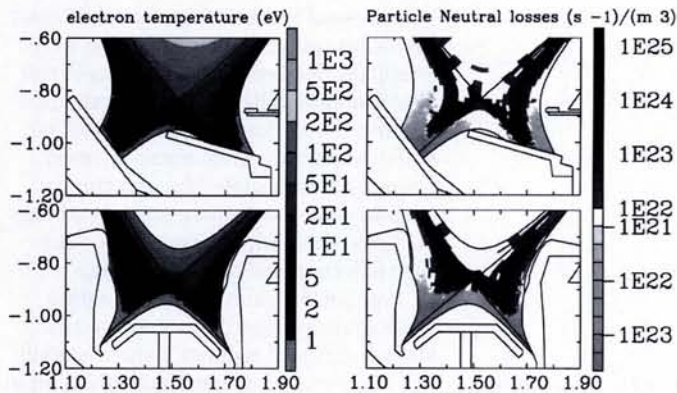 electron temperature (eV)
Particle Neutral losses (s -1)/(m 3)
-.60
-.80
-1.00
-1.20
1E3
5E2
2E2
1E2
5E1
2E1
1E1
5
2
1
1E25
1E24
1E23
1E22
1E21
1E22
1E23
-.60
-.80
-1.00
-1.20
1.10 1.30 1.50 1.70 1.90
1.10 1.30 1.50 1.70 1.90